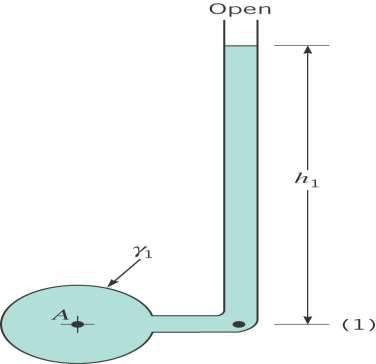 Open
h₁
γ₁
A
(1)